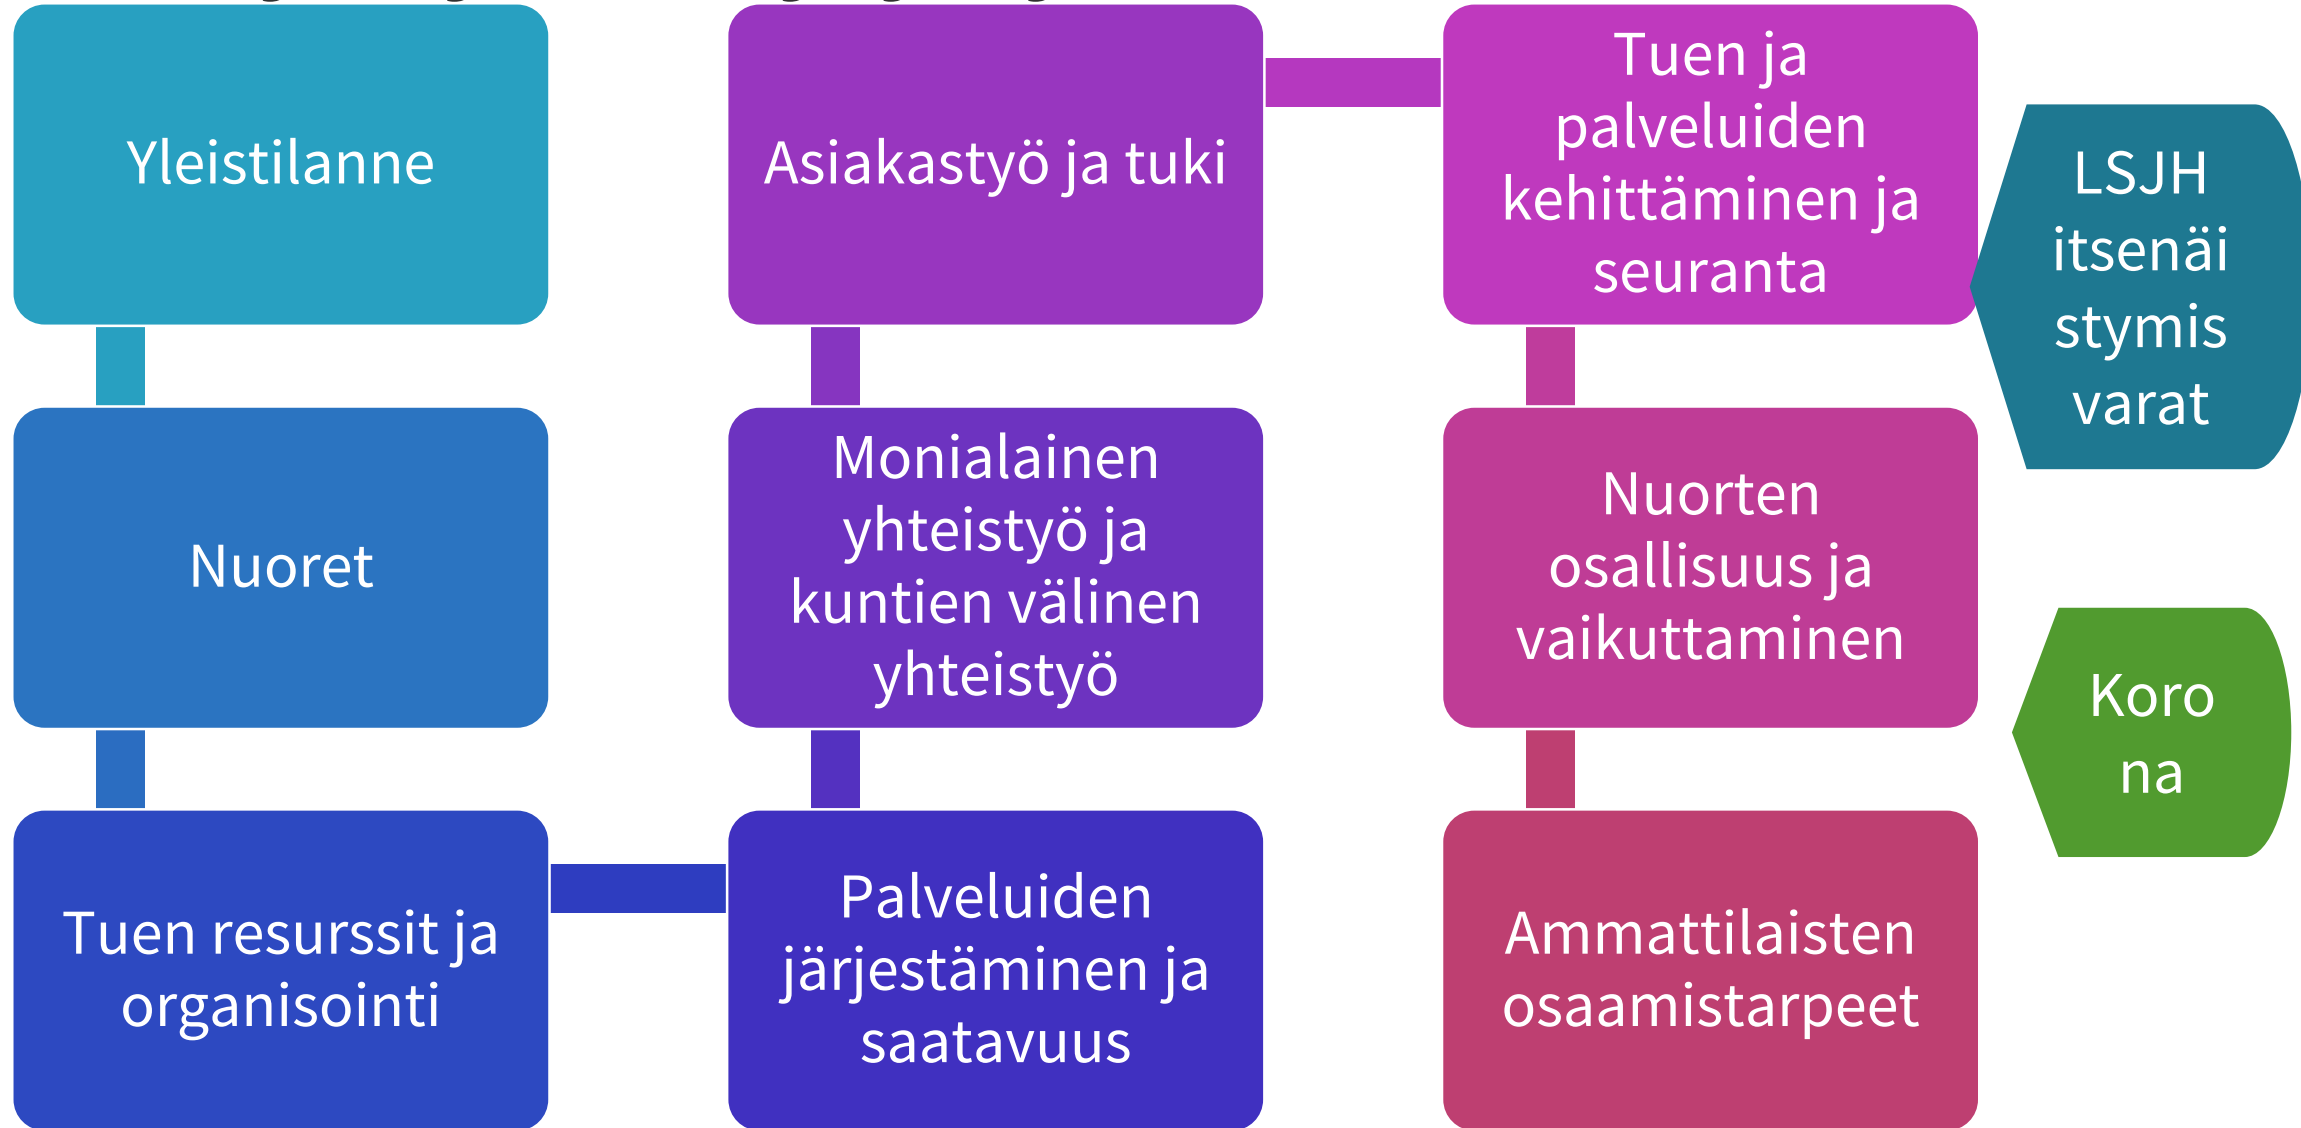 Yleistilanne
Nuoret
Tuen resurssit ja
organisointi
Palveluiden
järjestäminen ja
saatavuus
Monialainen
yhteistyö ja
kuntien välinen
yhteistyö
Asiakastyö ja tuki
Tuen ja
palveluiden
kehittäminen ja
seuranta
Nuorten
osallisuus ja
vaikuttaminen
Ammattilaisten
osaamistarpeet
LSJH
itsenäi
stymis
varat
Koro
na